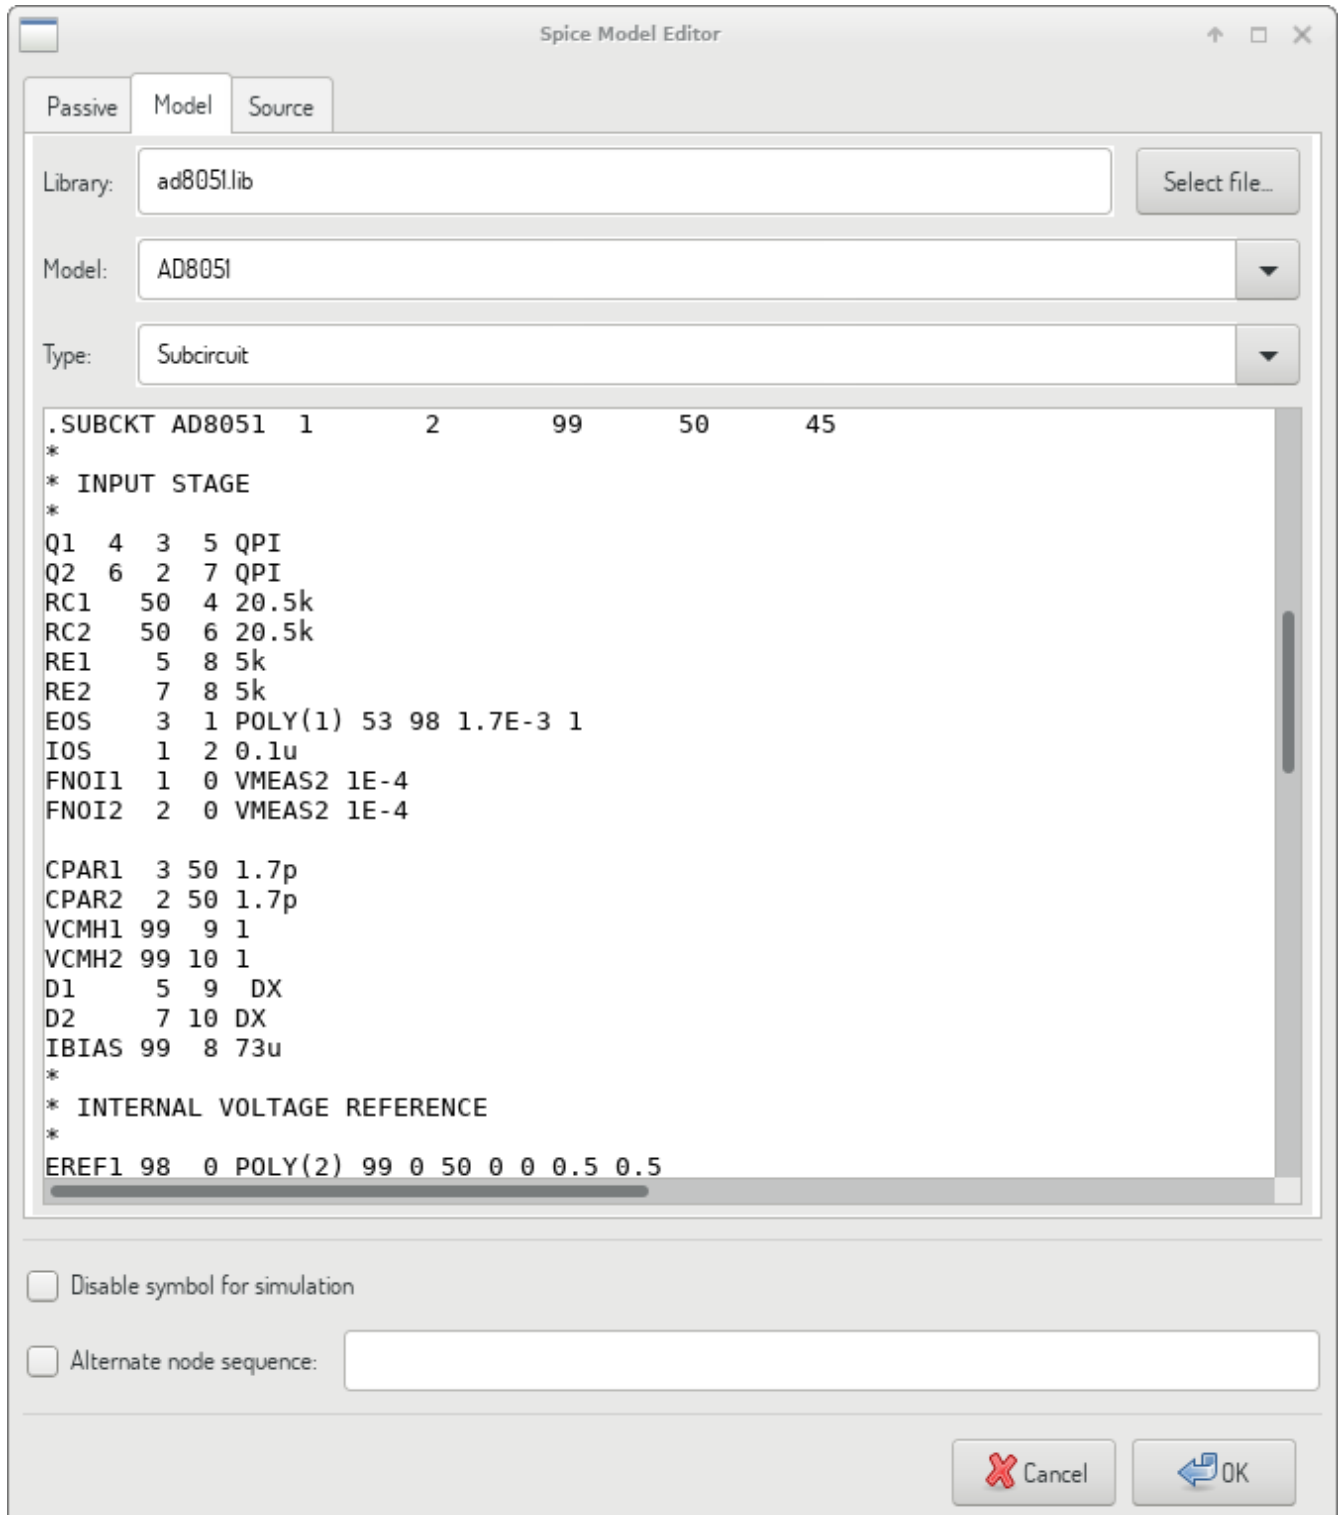 Spice Model Editor
Passive Model Source
Library: ad8051.lib Select file...
Model: AD8051
Type: Subcircuit
.SUBCKT AD8051  1       2       99      50      45
*
* INPUT STAGE
*
Q1  4  3  5 QPI
Q2  6  2  7 QPI
RC1   50  4 20.5k
RC2   50  6 20.5k
RE1    5  8 5k
RE2    7  8 5k
EOS    3  1 POLY(1) 53 98 1.7E-3 1
IOS    1  2 0.1u
FNOI1  1  0 VMEAS2 1E-4
FNOI2  2  0 VMEAS2 1E-4
CPAR1  3 50 1.7p
CPAR2  2 50 1.7p
VCMH1 99  9 1
VCMH2 99 10 1
D1     5  9  DX
D2     7 10 DX
IBIAS 99  8 73u
*
* INTERNAL VOLTAGE REFERENCE
*
EREF1 98  0 POLY(2) 99 0 50 0 0 0.5 0.5
Disable symbol for simulation
Alternate node sequence:
Cancel OK